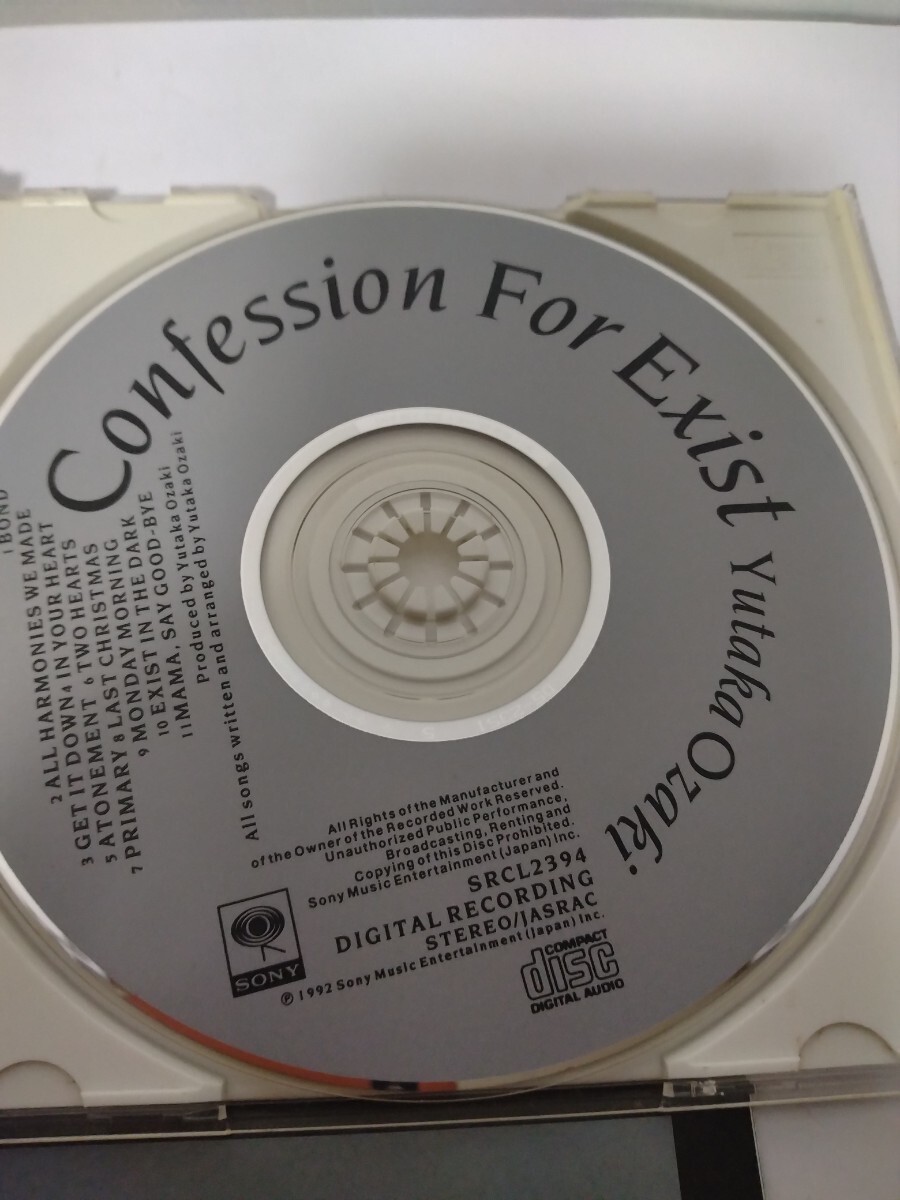 Confession For Exist Yutaka Ozaki
1 BOND
2 ALL HARMONIES WE MADE
3 GET IT DOWN 4 IN YOUR HEART
5 ATONEMENT 6 TWO HEARTS
7 PRIMARY 8 LAST CHRISTMAS
9 MONDAY MORNING
10 EXIST IN THE DARK
11 MAMA, SAY GOOD-BYE
Produced by Yutaka Ozaki
All songs written and arranged by Yutaka Ozaki
All Rights of the Manufacturer and
of the Owner of the Recorded Work Reserved.
Unauthorized Public Performance,
Broadcasting, Renting and
Copying of this Disc Prohibited.
Sony Music Entertainment (Japan) Inc.
SRCL2394
DIGITAL RECORDING
STEREO/JASRAC
℗ 1992 Sony Music Entertainment (Japan) Inc.
SONY
COMPACT
disc
DIGITAL AUDIO